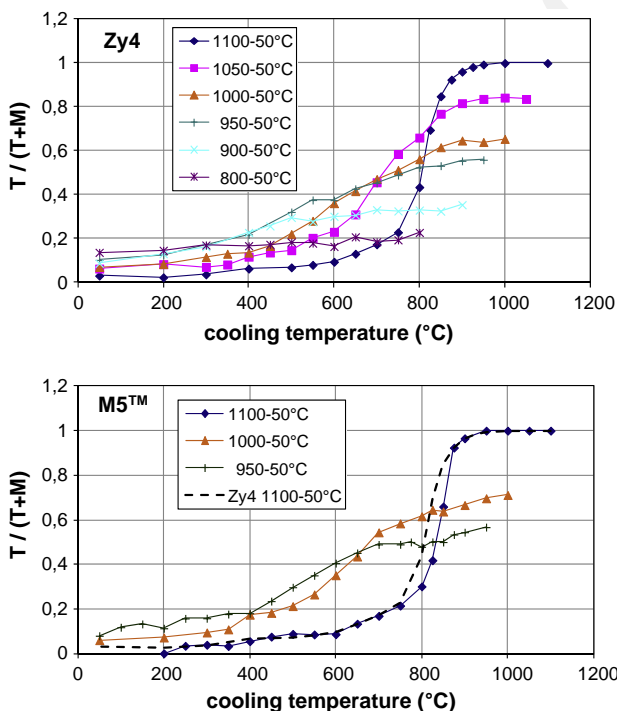 1,2
Zy4
1100-50°C
1050-50°C
1000-50°C
950-50°C
900-50°C
800-50°C
1
0,8
0,6
0,4
0,2
0
T / (T+M)
0 200 400 600 800 1000 1200
cooling temperature (°C)
1,2
M5™
1100-50°C
1000-50°C
950-50°C
Zy4 1100-50°C
1
0,8
0,6
0,4
0,2
0
T / (T+M)
0 200 400 600 800 1000 1200
cooling temperature (°C)